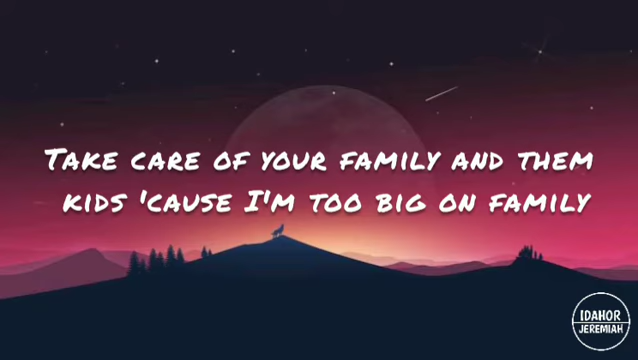 TAKE CARE OF YOUR FAMILY AND THEM
KIDS 'CAUSE I'M TOO BIG ON FAMILY
IDAHOR
JEREMIAH